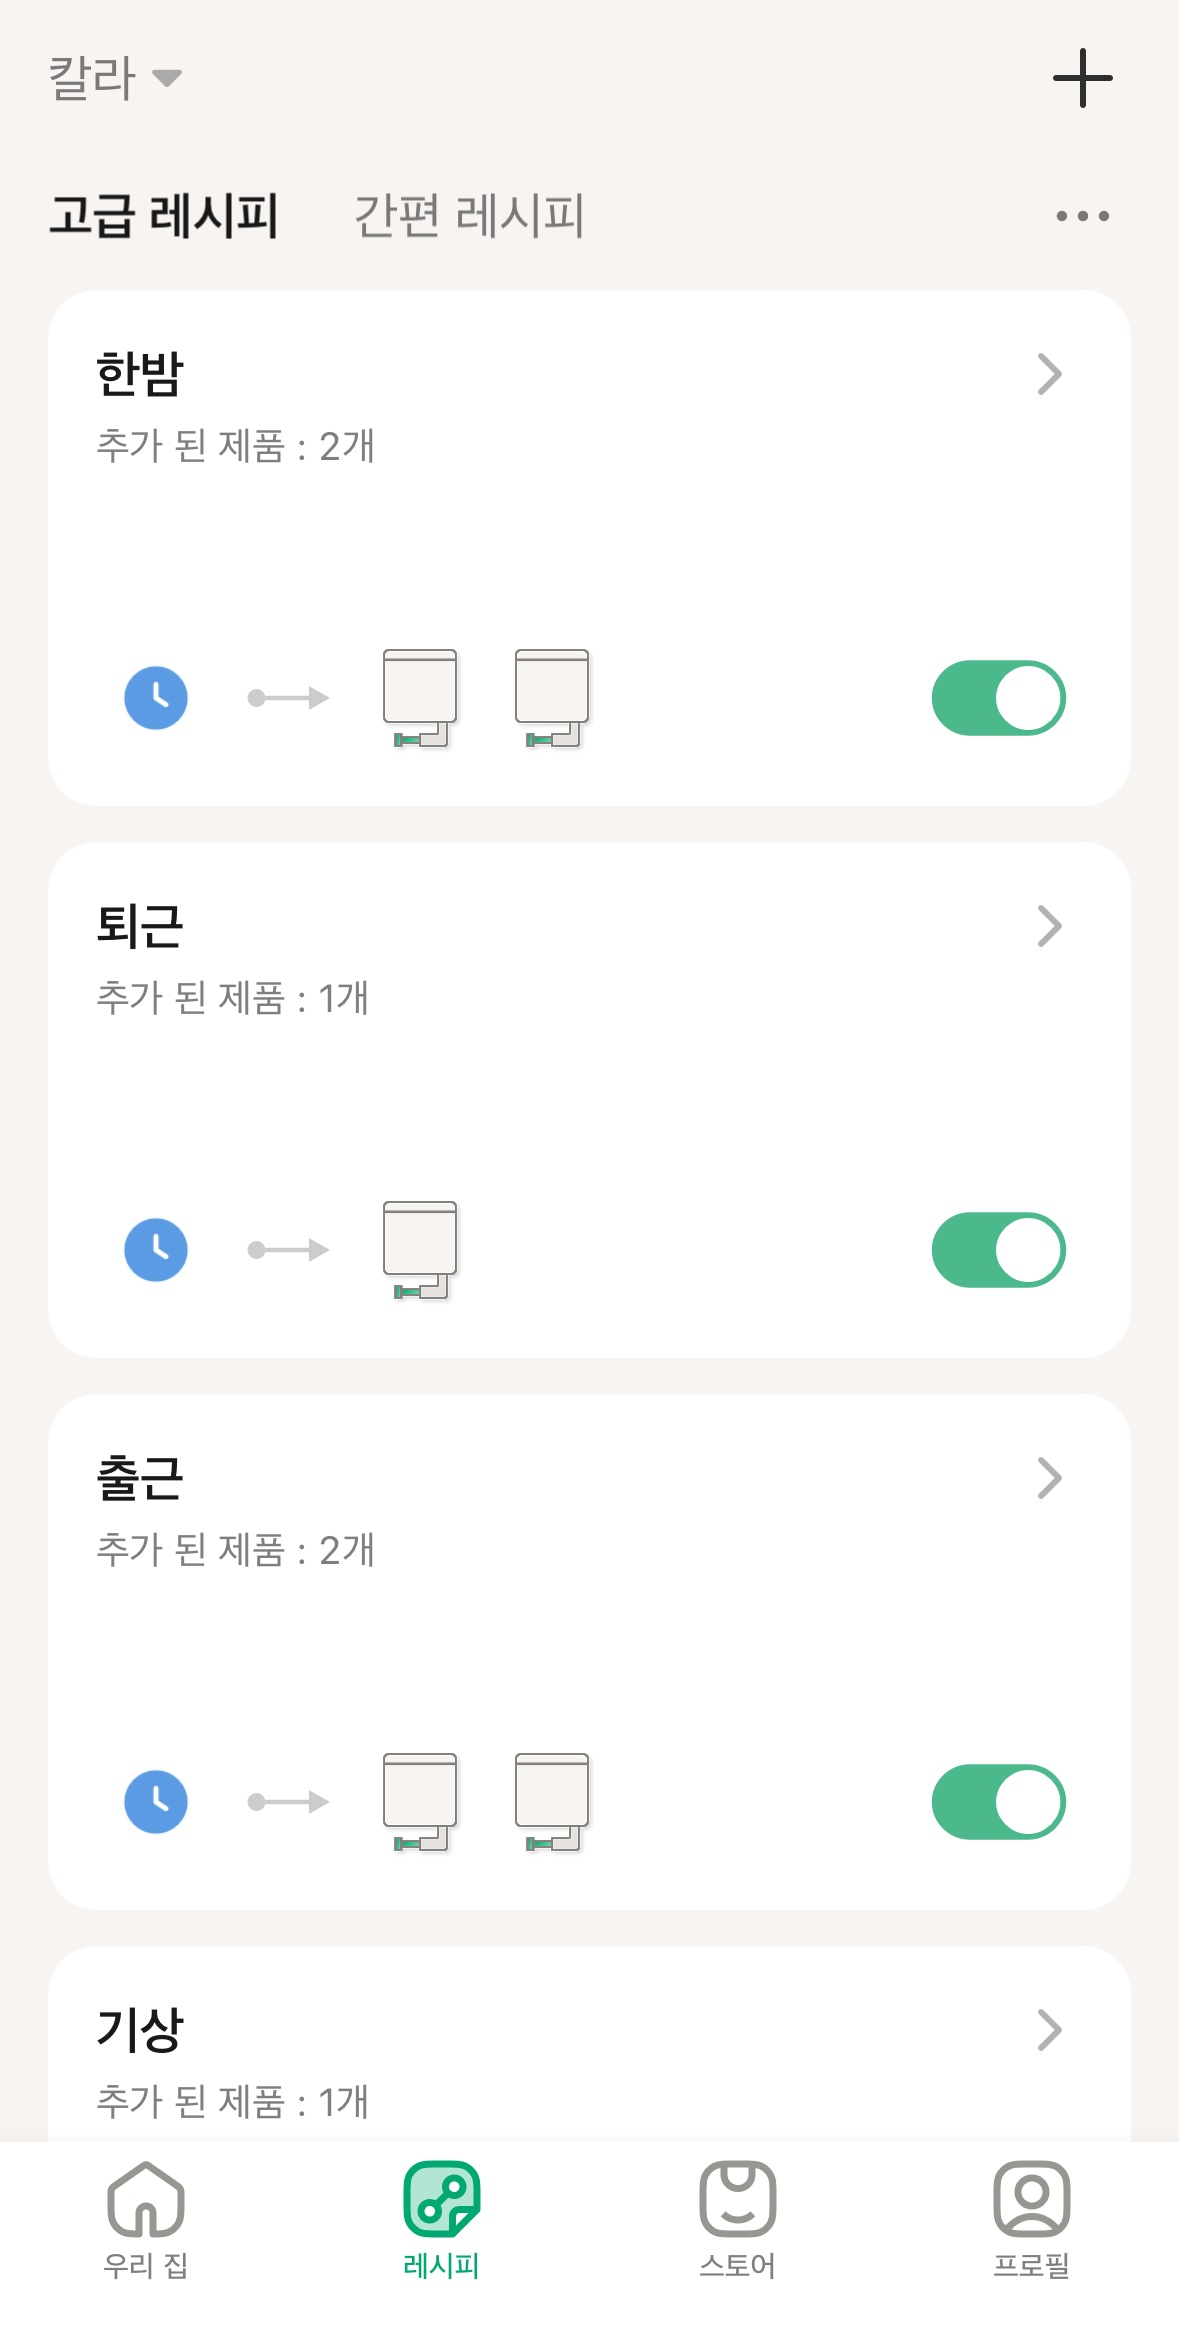 칼라
고급 레시피 간편 레시피
한밤
추가 된 제품 : 2개
퇴근
추가 된 제품 : 1개
출근
추가 된 제품 : 2개
기상
추가 된 제품 : 1개
우리 집 레시피 스토어 프로필